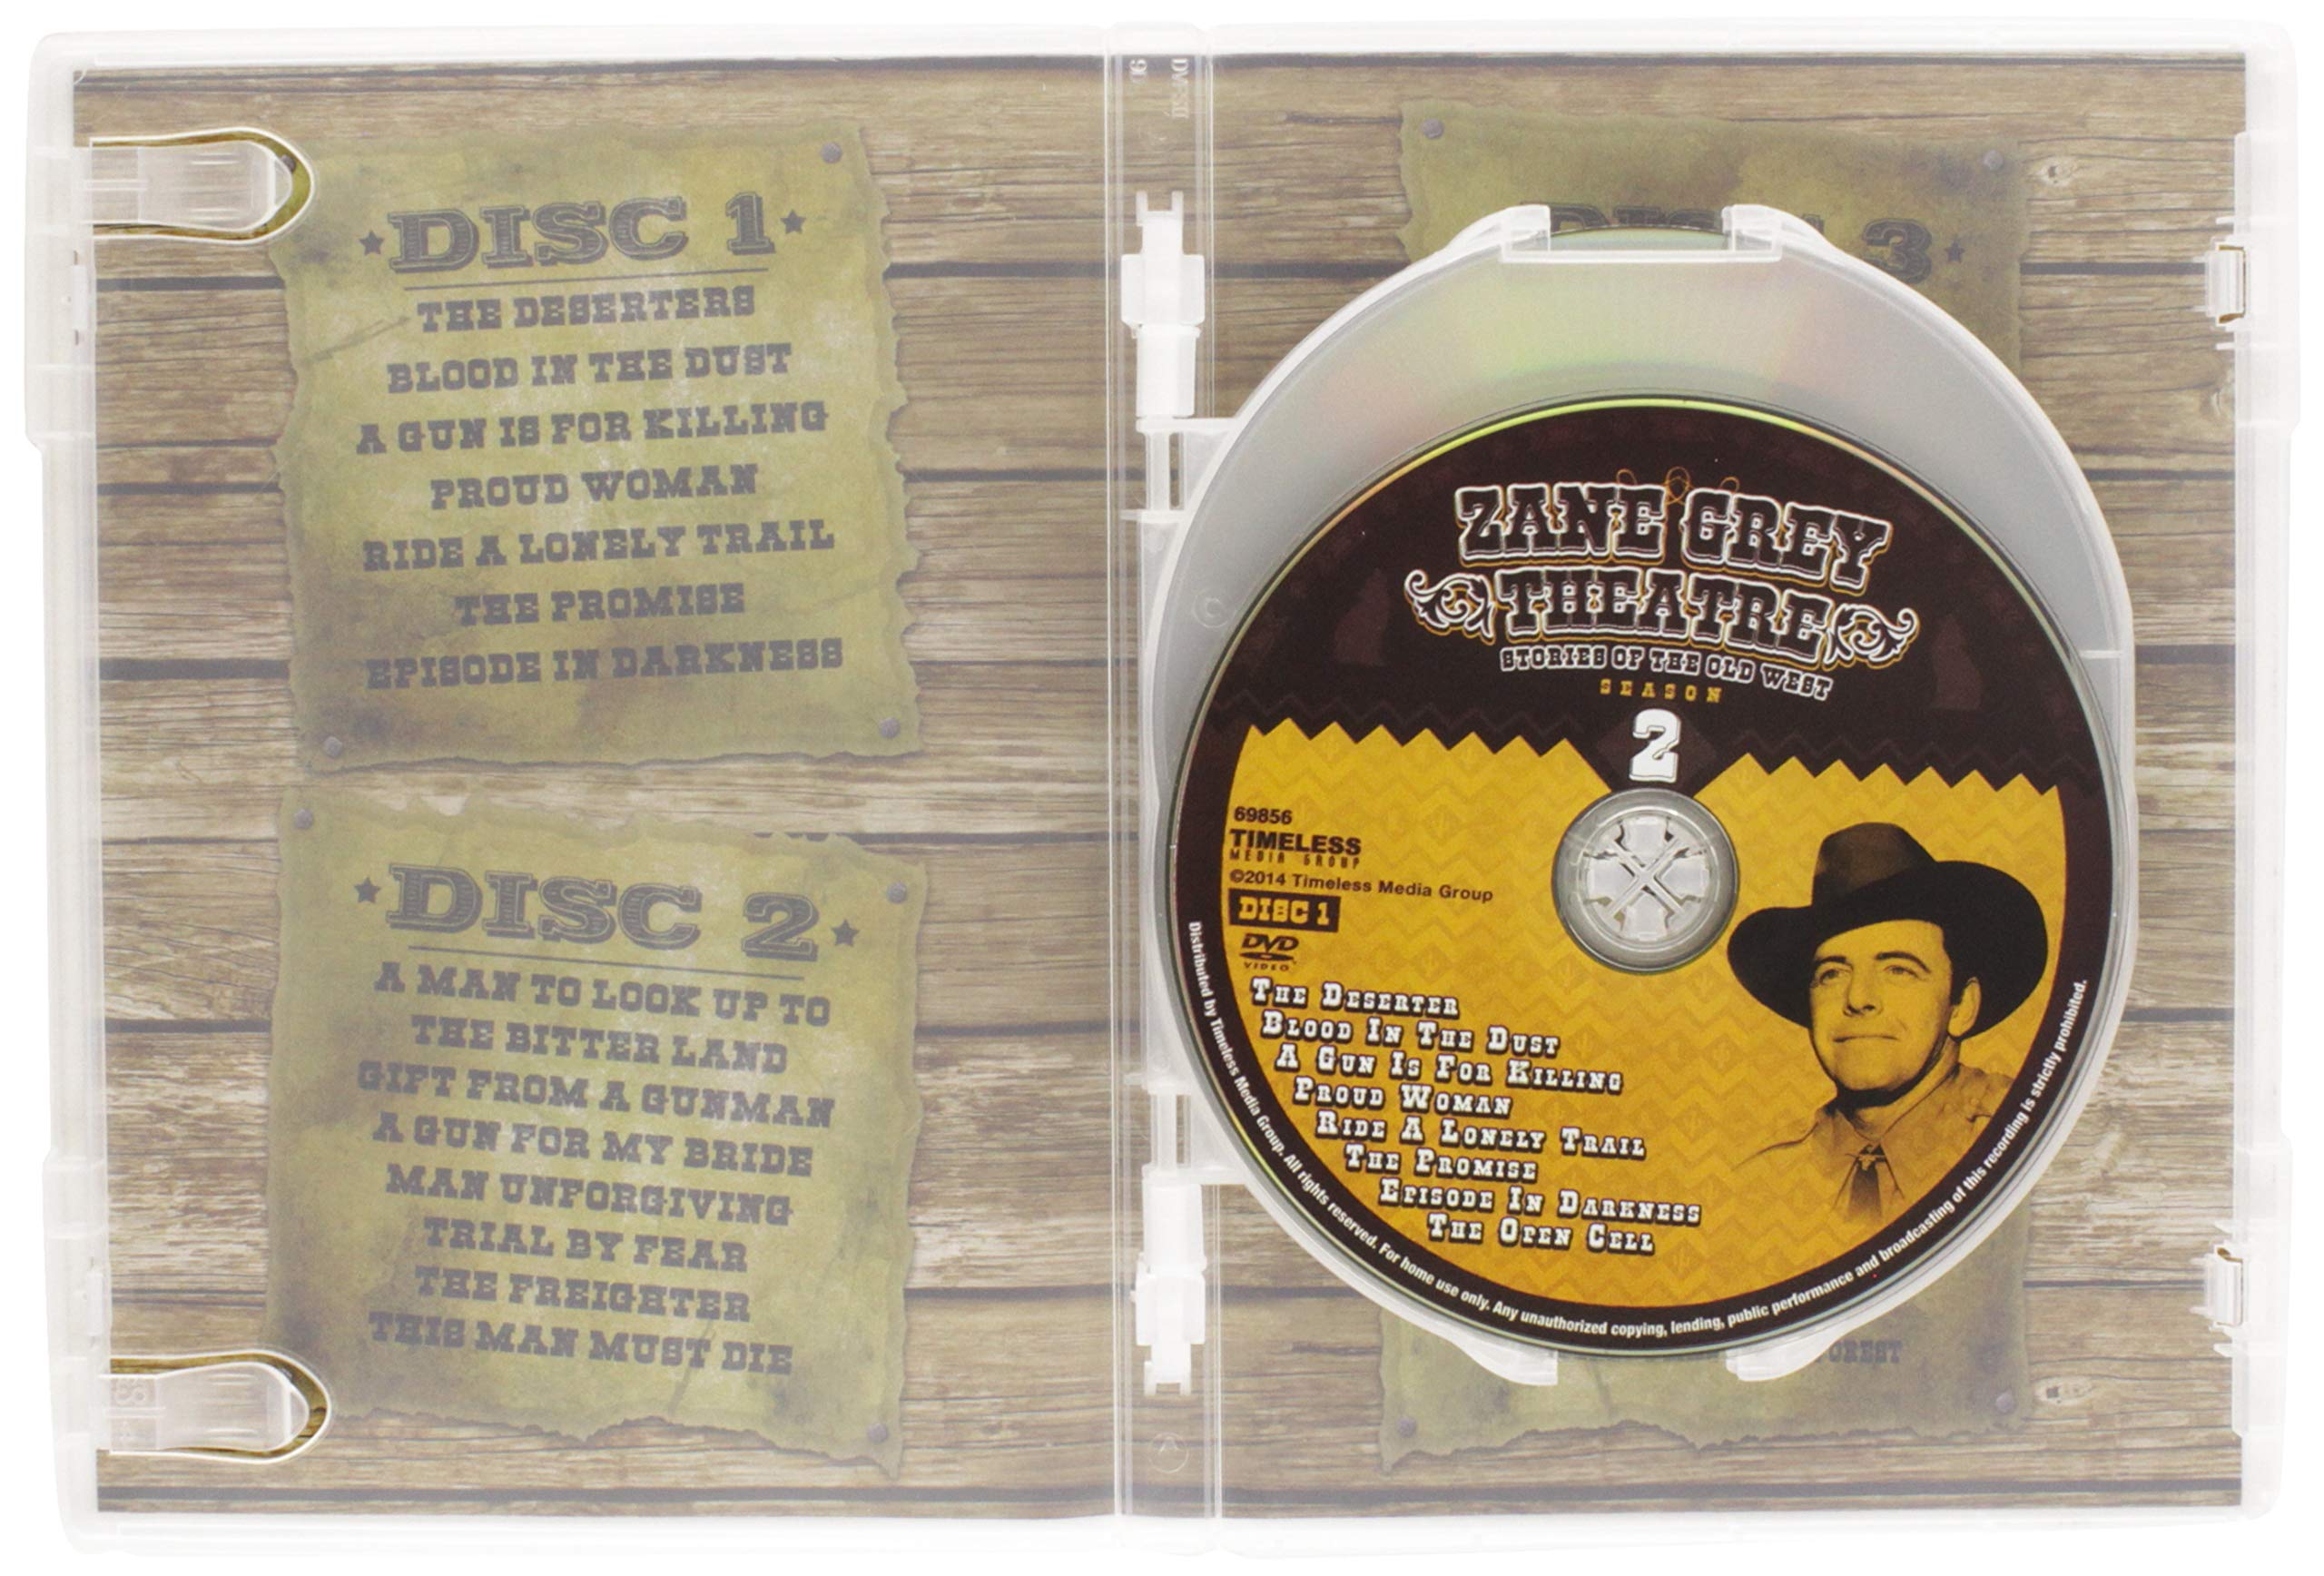 DISC 1
THE DESERTERS
BLOOD IN THE DUST
A GUN IS FOR KILLING
PROUD WOMAN
RIDE A LONELY TRAIL
THE PROMISE
EPISODE IN DARKNESS
DISC 2
A MAN TO LOOK UP TO
THE BITTER LAND
GIFT FROM A GUNMAN
A GUN FOR MY BRIDE
MAN UNFORGIVING
TRIAL BY FEAR
THE FREIGHTER
THIS MAN MUST DIE
DISC 3
ZANE GREY
THEATRE
STORIES OF THE OLD WEST
SEASON
2
69856
TIMELESS
MEDIA GROUP
©2014 Timeless Media Group
DISC 1
DVD
VIDEO
THE DESERTER
BLOOD IN THE DUST
A GUN IS FOR KILLING
PROUD WOMAN
RIDE A LONELY TRAIL
THE PROMISE
EPISODE IN DARKNESS
THE OPEN CELL
Distributed by Timeless Media Group. All rights reserved. For home use only. Any unauthorized copying, lending, public performance and broadcasting of this recording is strictly prohibited.